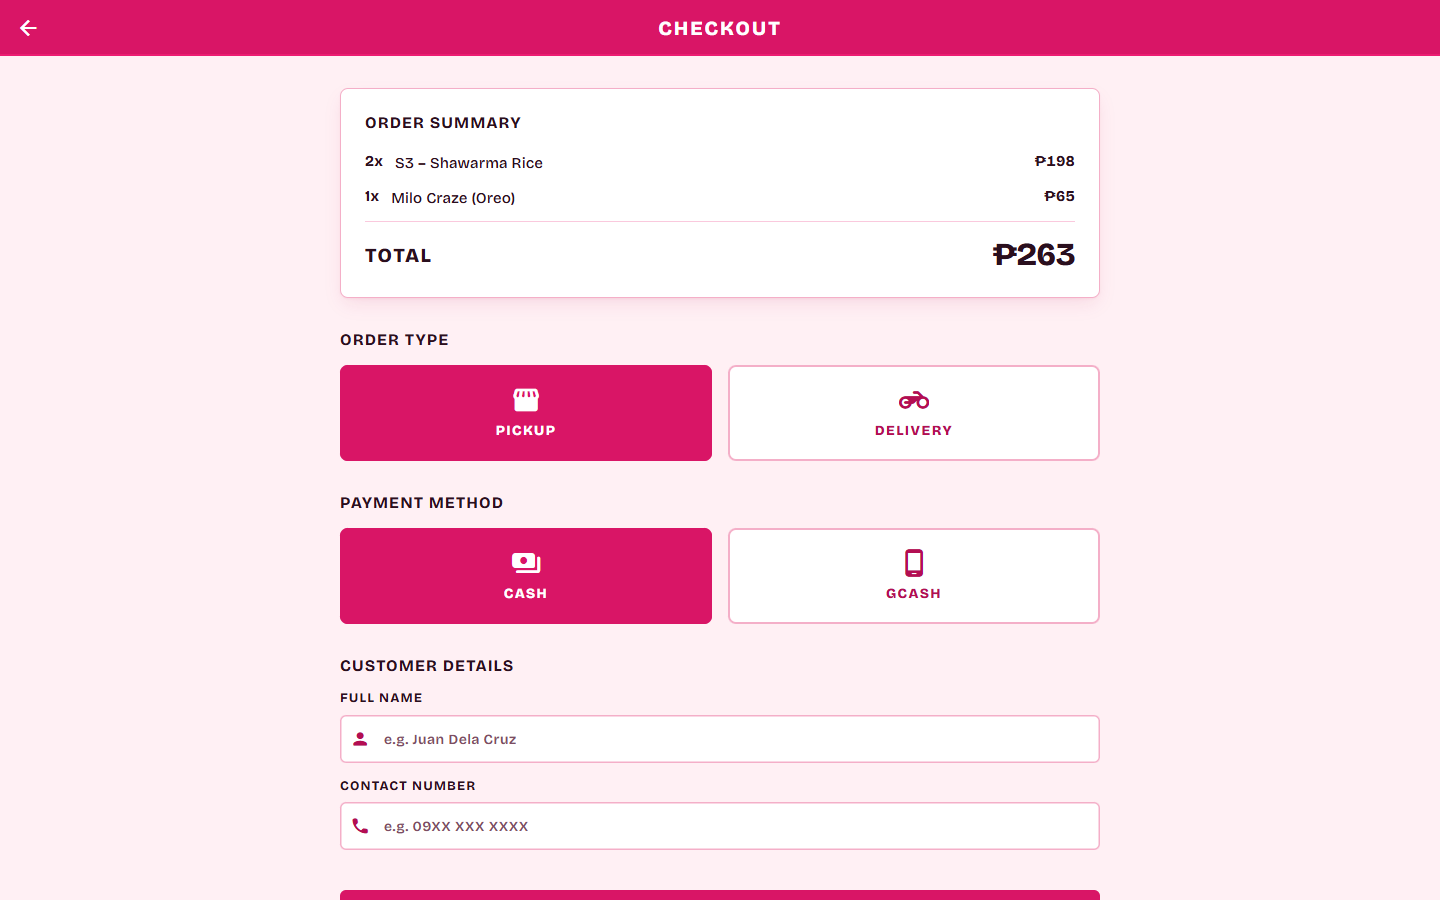 CHECKOUT
ORDER SUMMARY
2x S3 – Shawarma Rice ₱198
1x Milo Craze (Oreo) ₱65
TOTAL ₱263
ORDER TYPE
PICKUP DELIVERY
PAYMENT METHOD
CASH GCASH
CUSTOMER DETAILS
FULL NAME
e.g. Juan Dela Cruz
CONTACT NUMBER
e.g. 09XX XXX XXXX